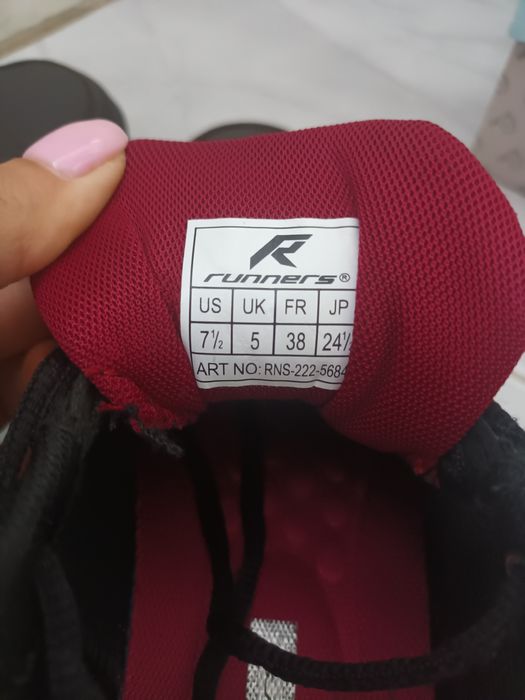 runners®
US UK FR JP
7½ 5 38 24½
ART NO: RNS-222-5684